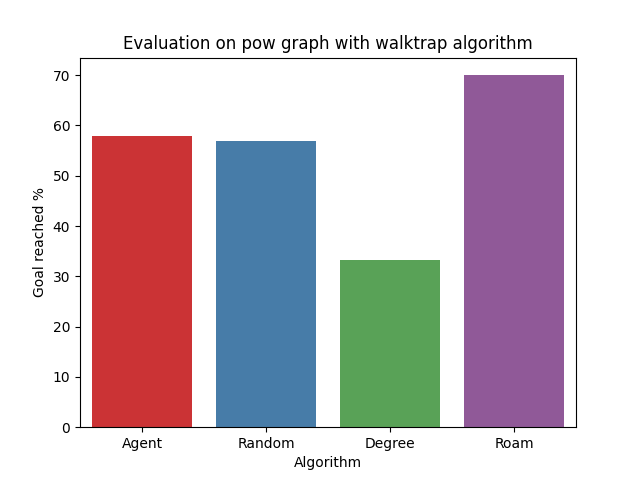 Evaluation on pow graph with walktrap algorithm
70
60
50
40
30
20
10
0
Goal reached %
Agent Random Degree Roam
Algorithm